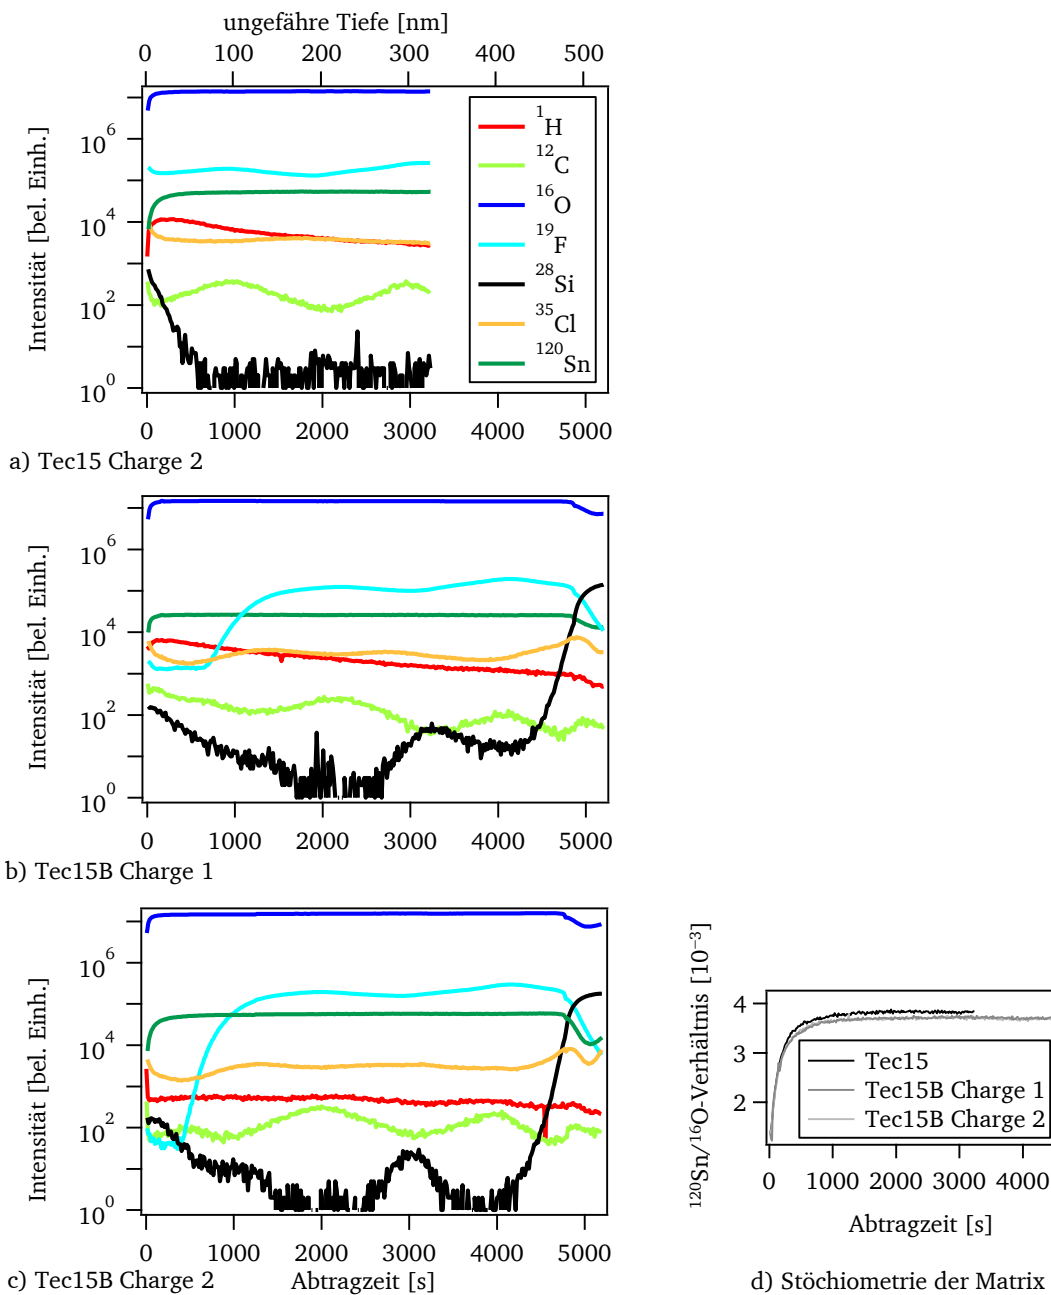 ungefähre Tiefe [nm]
0 100 200 300 400 500
Intensität [bel. Einh.]
10^6
10^4
10^2
10^0
^1H
^12C
^16O
^19F
^28Si
^35Cl
^120Sn
0 1000 2000 3000 4000 5000
a) Tec15 Charge 2
Intensität [bel. Einh.]
10^6
10^4
10^2
10^0
0 1000 2000 3000 4000 5000
b) Tec15B Charge 1
Intensität [bel. Einh.]
10^6
10^4
10^2
10^0
0 1000 2000 3000 4000 5000
c) Tec15B Charge 2 Abtragzeit [s]
^120Sn/^16O-Verhältnis [10^–3]
4
3
2
Tec15
Tec15B Charge 1
Tec15B Charge 2
0 1000 2000 3000 4000
Abtragzeit [s]
d) Stöchiometrie der Matrix